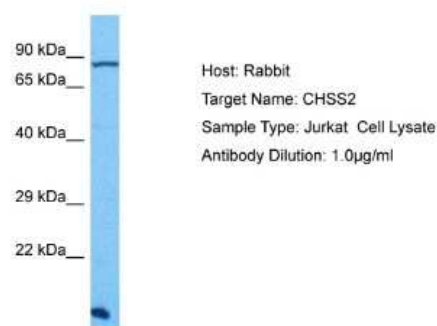 90 kDa
65 kDa
40 kDa
29 kDa
22 kDa
Host: Rabbit
Target Name: CHSS2
Sample Type: Jurkat Cell Lysate
Antibody Dilution: 1.0µg/ml